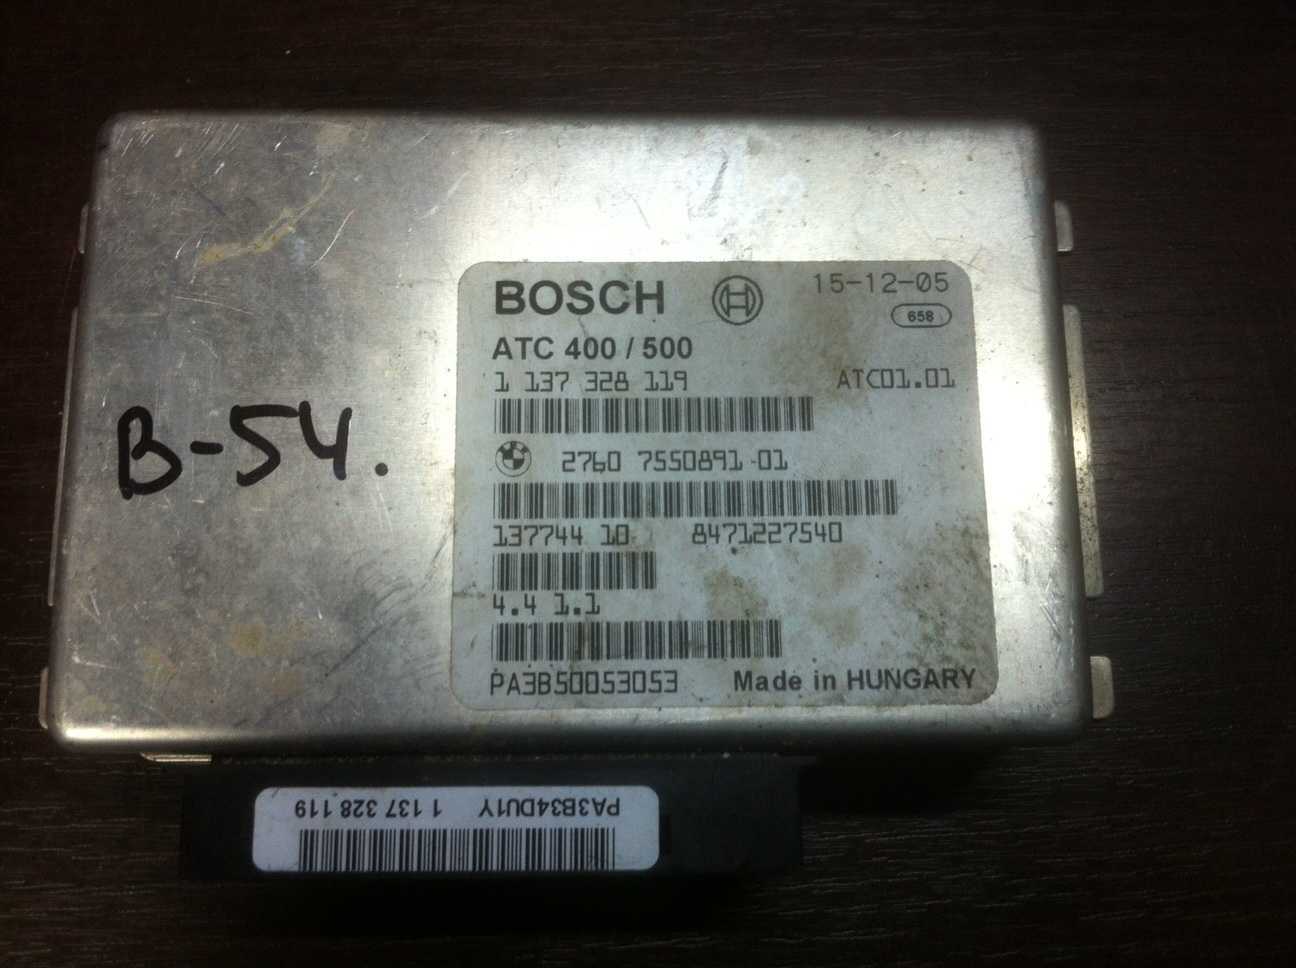 BOSCH
15-12-05
658
ATC 400 / 500
1 137 328 119
ATC01.01
B-54.
2760 7550891-01
137744 10 8471227540
4.4 1.1
PA3B50053053
Made in HUNGARY
PA3B34DU1Y 1 137 328 119